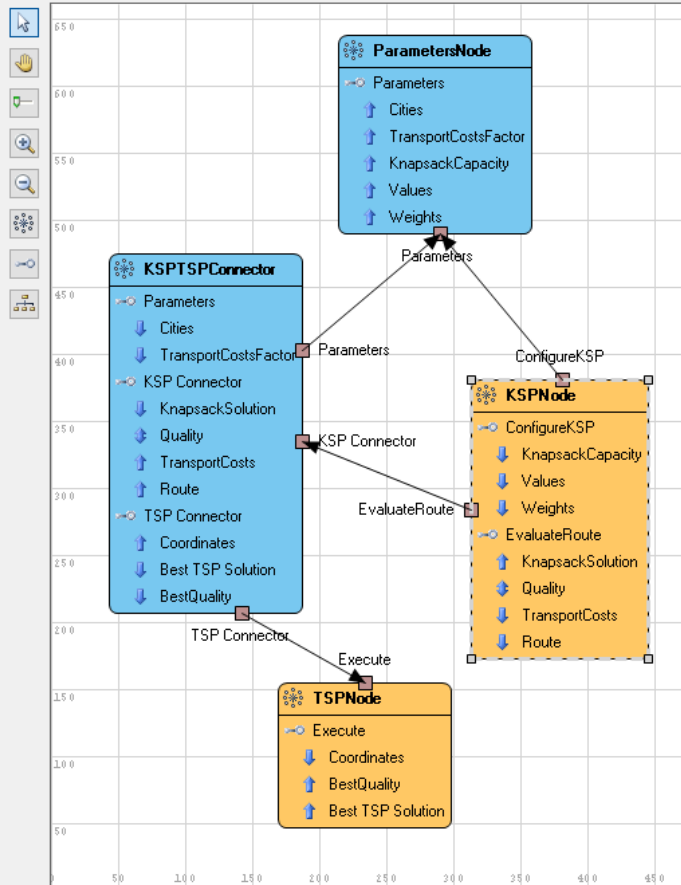 650
600
550
500
450
400
350
300
250
200
150
100
50
0
50
100
150
200
250
300
350
400
450
ParametersNode
Parameters
Cities
TransportCostsFactor
KnapsackCapacity
Values
Weights
Parameters
KSPTSPConnector
Parameters
Cities
TransportCostsFactor
KSP Connector
KnapsackSolution
Quality
TransportCosts
Route
TSP Connector
Coordinates
Best TSP Solution
BestQuality
Parameters
KSP Connector
TSP Connector
ConfigureKSP
KSPNode
ConfigureKSP
KnapsackCapacity
Values
Weights
EvaluateRoute
KnapsackSolution
Quality
TransportCosts
Route
EvaluateRoute
Execute
TSPNode
Execute
Coordinates
BestQuality
Best TSP Solution